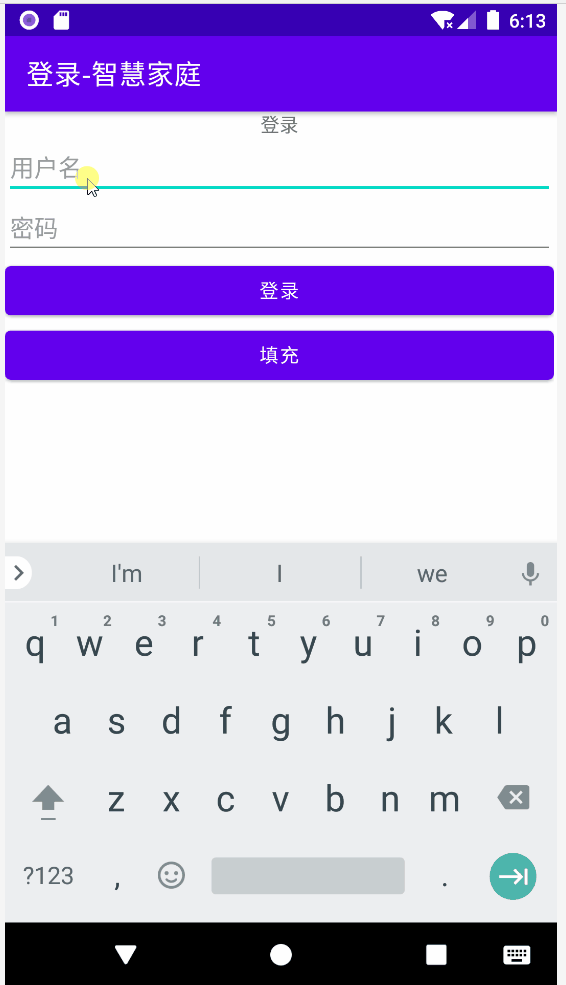 6:13
登录-智慧家庭
登录
用户名
密码
登录
填充
I'm I we
1 2 3 4 5 6 7 8 9 0
q w e r t y u i o p
a s d f g h j k l
z x c v b n m
?123 , .